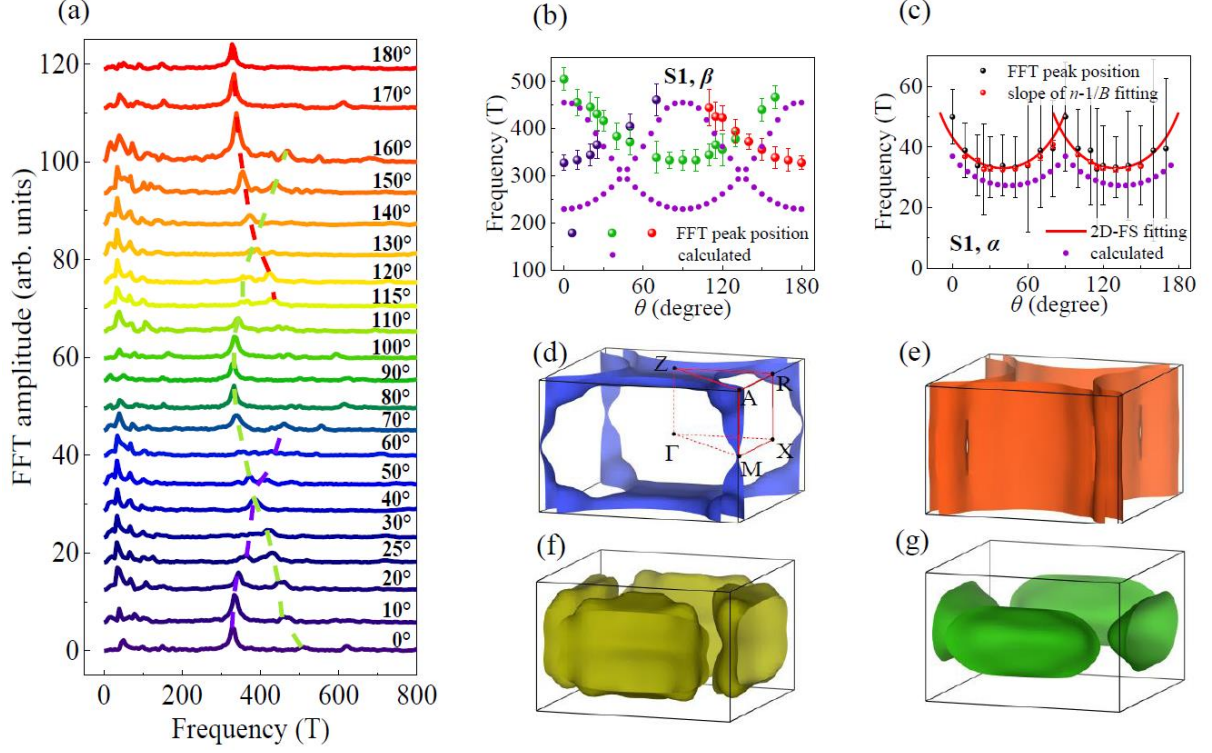 (a)
FFT amplitude (arb. units)
120
100
80
60
40
20
0
180°
170°
160°
150°
140°
130°
120°
115°
110°
100°
90°
80°
70°
60°
50°
40°
30°
25°
20°
10°
0°
0 200 400 600 800
Frequency (T)
(b)
Frequency (T)
500
400
300
200
100
S1, β
FFT peak position
calculated
0 60 120 180
θ (degree)
(c)
Frequency (T)
60
40
20
0
FFT peak position
slope of n-1/B fitting
S1, α
2D-FS fitting
calculated
0 60 120 180
θ (degree)
(d)
Z
R
A
Γ
X
M
(e)
(f)
(g)